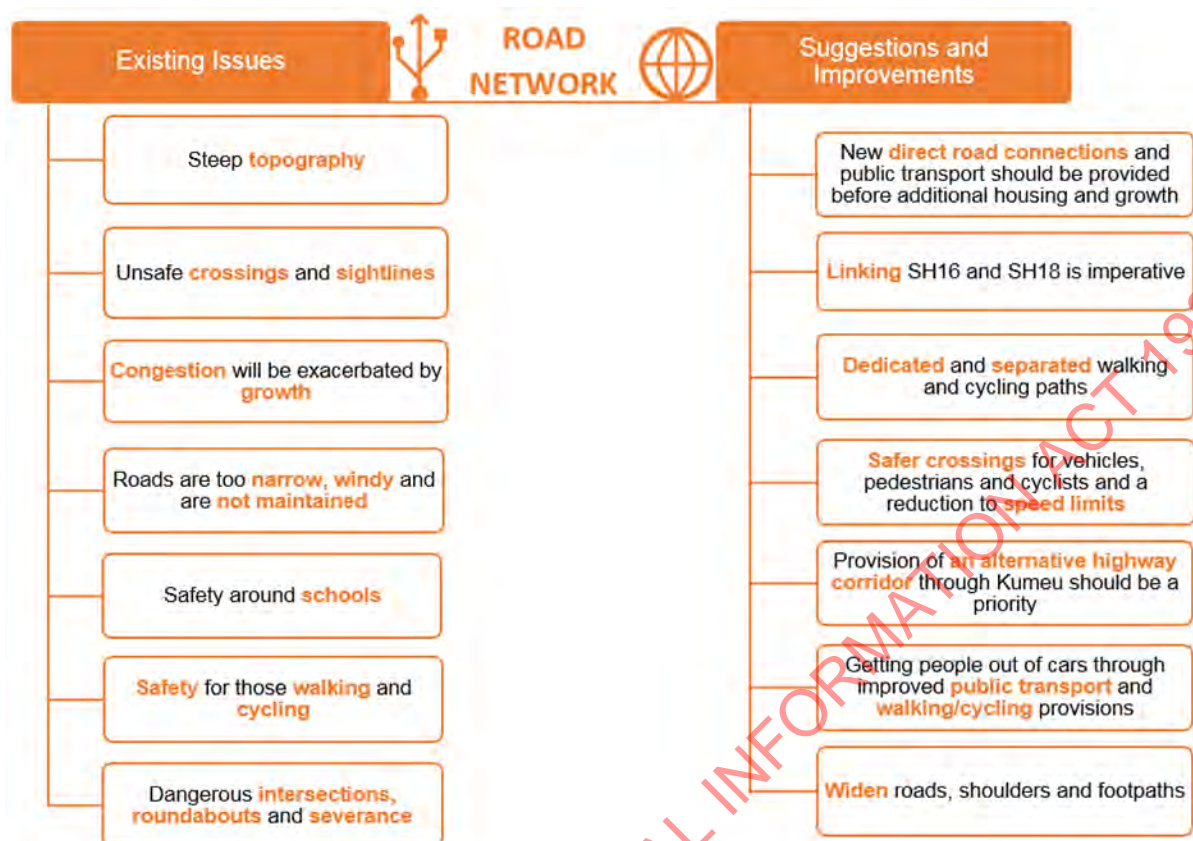 Existing Issues
ROAD
NETWORK
Suggestions and
Improvements
Steep topography
Unsafe crossings and sightlines
Congestion will be exacerbated by
growth
Roads are too narrow, windy and
are not maintained
Safety around schools
Safety for those walking and
cycling
Dangerous intersections,
roundabouts and severance
New direct road connections and
public transport should be provided
before additional housing and growth
Linking SH16 and SH18 is imperative
Dedicated and separated walking
and cycling paths
Safer crossings for vehicles,
pedestrians and cyclists and a
reduction to speed limits
Provision of an alternative highway
corridor through Kumeu should be a
priority
Getting people out of cars through
improved public transport and
walking/cycling provisions
Widen roads, shoulders and footpaths
INFORMATION ACT